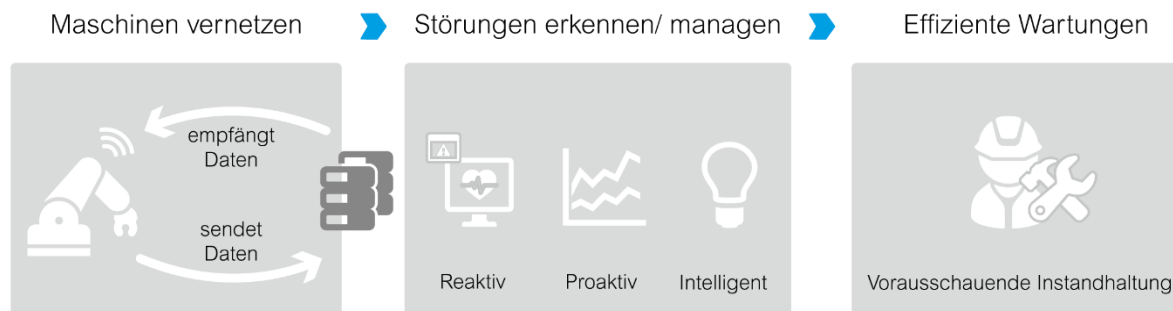 Maschinen vernetzen
Störungen erkennen/ managen
Effiziente Wartungen
empfängt
Daten
sendet
Daten
Reaktiv
Proaktiv
Intelligent
Vorausschauende Instandhaltung